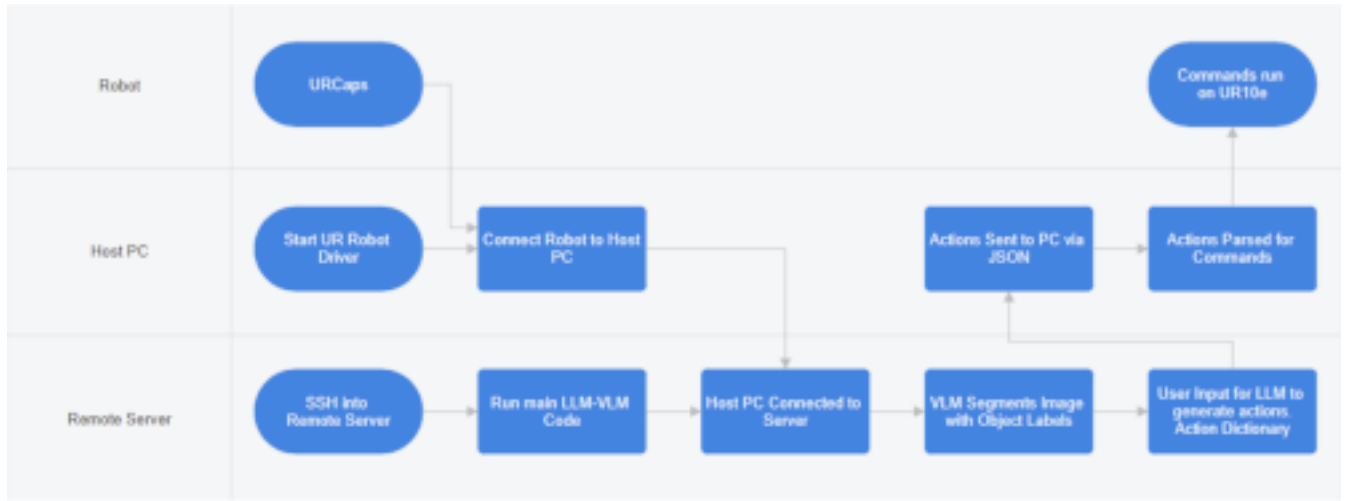 Robot
URCaps
Commands run
on UR10e
Host PC
Start UR Robot
Driver
Connect Robot to Host
PC
Actions Sent to PC via
JSON
Actions Parsed for
Commands
Remote Server
SSH into
Remote Server
Run main LLM-VLM
Code
Host PC Connected to
Server
VLM Segments Image
with Object Labels
User Input for LLM to
generate actions.
Action Dictionary